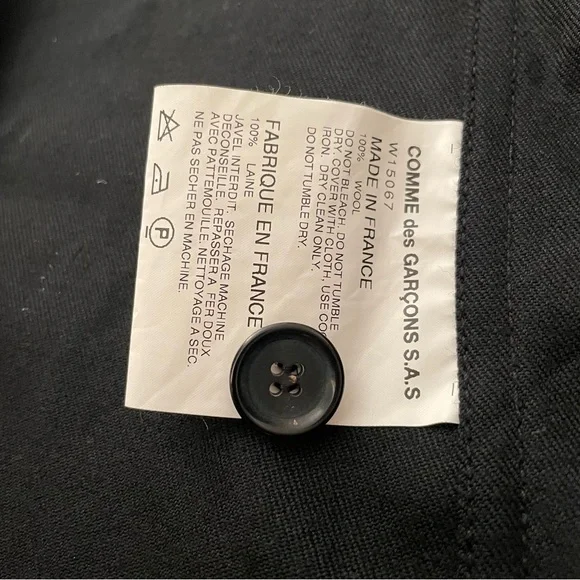 COMME des GARÇONS S.A.S
W15067
MADE IN FRANCE
100% WOOL
DO NOT BLEACH. DO NOT TUMBLE
DRY. COVER WITH CLOTH, USE
IRON. DRY CLEAN ONLY.
DO NOT TUMBLE DRY.
FABRIQUE EN FRANCE
100% LAINE
JAVEL INTERDIT. SECHAGE MACHINE
DECONSEILLE. REPASSER A FER DOUX
AVEC PATTEMOUILLE. NETTOYAGE A SEC.
NE PAS SECHER EN MACHINE.
P